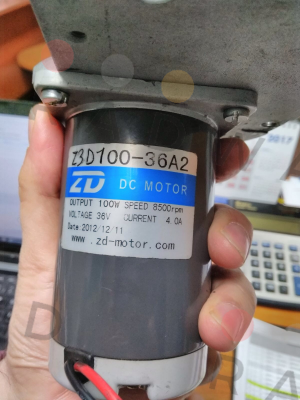 Z3D100-36A2
ZD DC MOTOR
OUTPUT 100W SPEED 8500rpm
VOLTAGE 36V CURRENT 4.0A
Date: 2012.12.11
www.zd-motor.com